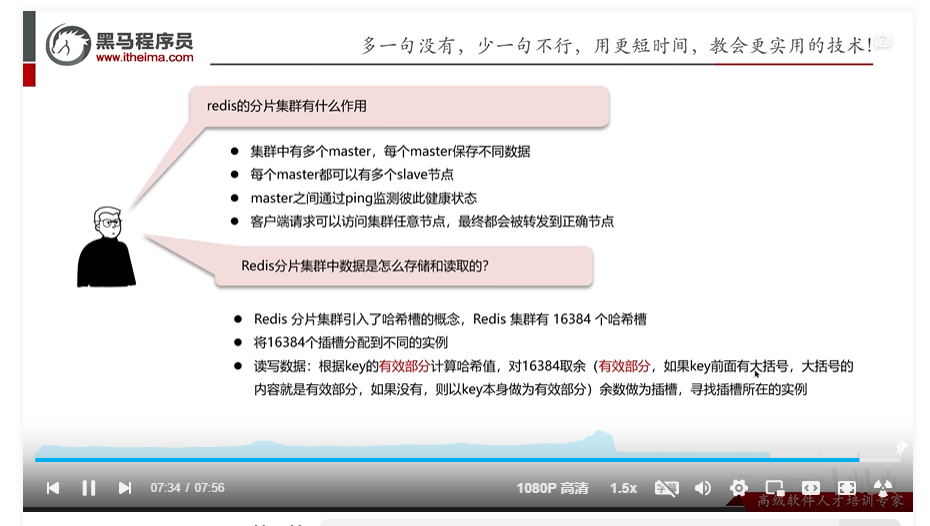 黑马程序员
www.itheima.com
多一句没有，少一句不行，用更短时间，教会更实用的技术！
redis的分片集群有什么作用
● 集群中有多个master，每个master保存不同数据
● 每个master都可以有多个slave节点
● master之间通过ping监测彼此健康状态
● 客户端请求可以访问集群任意节点，最终都会被转发到正确节点
Redis分片集群中数据是怎么存储和读取的？
● Redis 分片集群引入了哈希槽的概念，Redis 集群有 16384 个哈希槽
● 将16384个插槽分配到不同的实例
● 读写数据：根据key的有效部分计算哈希值，对16384取余（有效部分，如果key前面有大括号，大括号的
内容就是有效部分，如果没有，则以key本身做为有效部分）余数做为插槽，寻找插槽所在的实例
07:34 / 07:56
1080P 高清
1.5x
高级软件人才培训专家